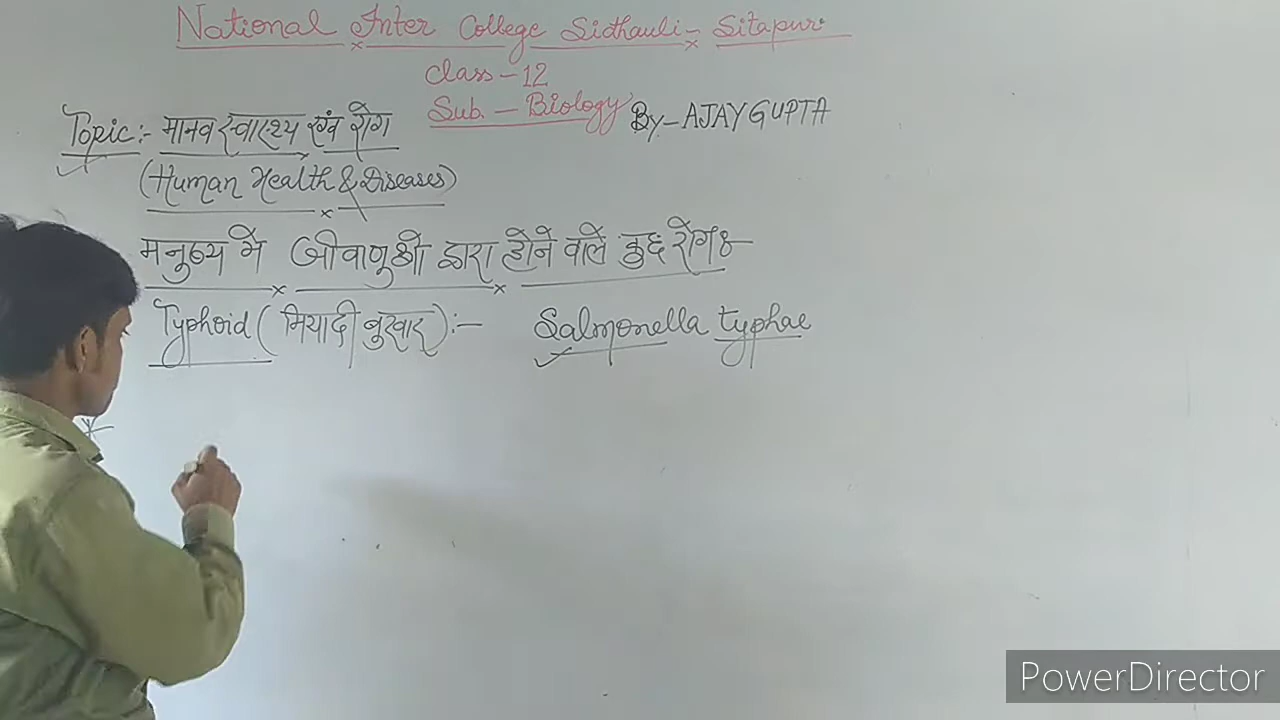 National Inter College Sidhauli - Sitapur
Class - 12
Sub. - Biology By - AJAY GUPTA
Topic :- मानव स्वास्थ्य एवं रोग
(Human Health & Diseases)
मनुष्य में जीवाणुओं द्वारा होने वाले कुछ रोग :-
Typhoid ( मियादी बुखार ) :- Salmonella typhae
PowerDirector